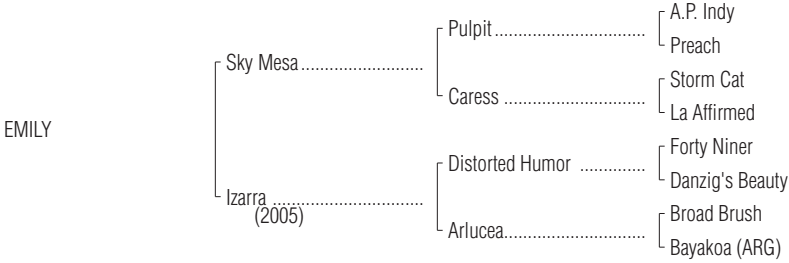 A.P. Indy
Pulpit..............................
Preach
Sky Mesa........................
Storm Cat
Caress ............................
La Affirmed
EMILY
Forty Niner
Distorted Humor .............
Danzig's Beauty
Izarra ..............................
(2005)
Broad Brush
Arlucea............................
Bayakoa (ARG)